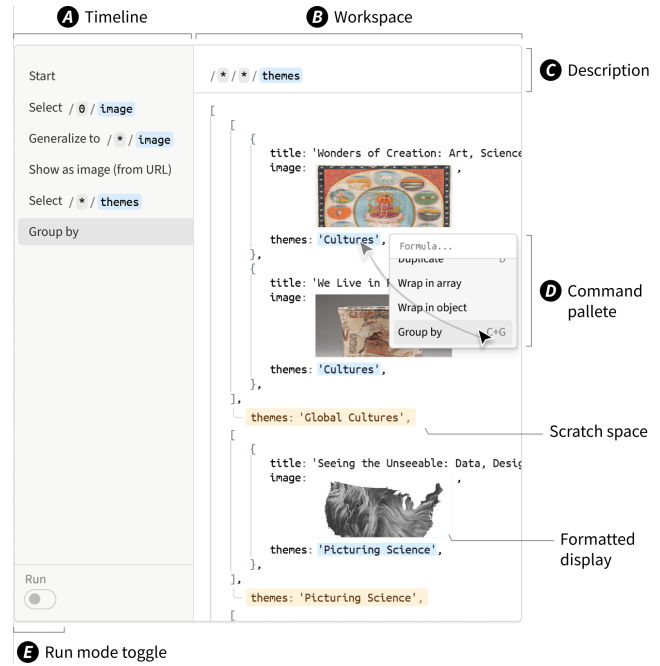 A Timeline
B Workspace
C Description
Start
Select / 0 / image
Generalize to / * / image
Show as image (from URL)
Select / * / themes
Group by
/ * / * / themes
[
[
{
title: 'Wonders of Creation: Art, Science
image: ,
themes: 'Cultures',
},
{
title: 'We Live in
image:
themes: 'Cultures',
},
],
themes: 'Global Cultures',
[
{
title: 'Seeing the Unseeable: Data, Desig
image: ,
themes: 'Picturing Science',
},
],
themes: 'Picturing Science',
[
Formula...
Duplicate D
Wrap in array
Wrap in object
Group by C+G
D Command
pallete
Scratch space
Formatted
display
Run
E Run mode toggle